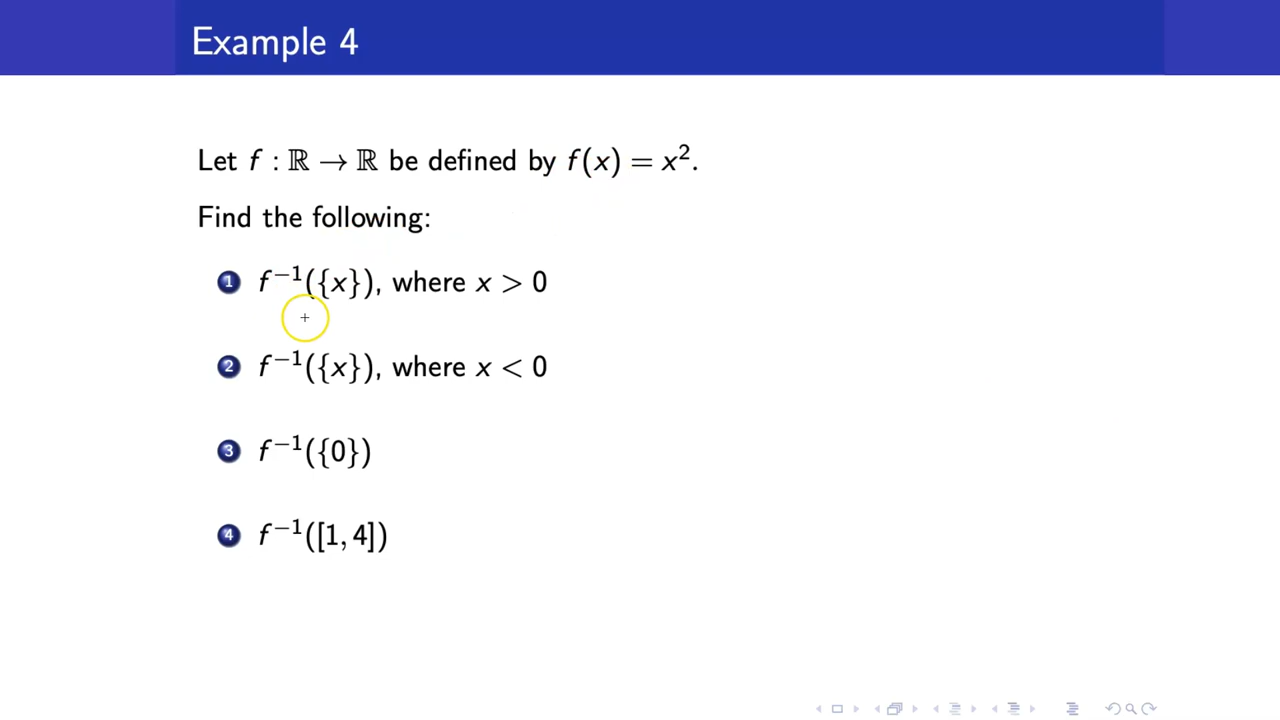 Example 4
Let f : ℝ → ℝ be defined by f(x) = x².
Find the following:
1 f⁻¹({x}), where x > 0
2 f⁻¹({x}), where x < 0
3 f⁻¹({0})
4 f⁻¹([1, 4])